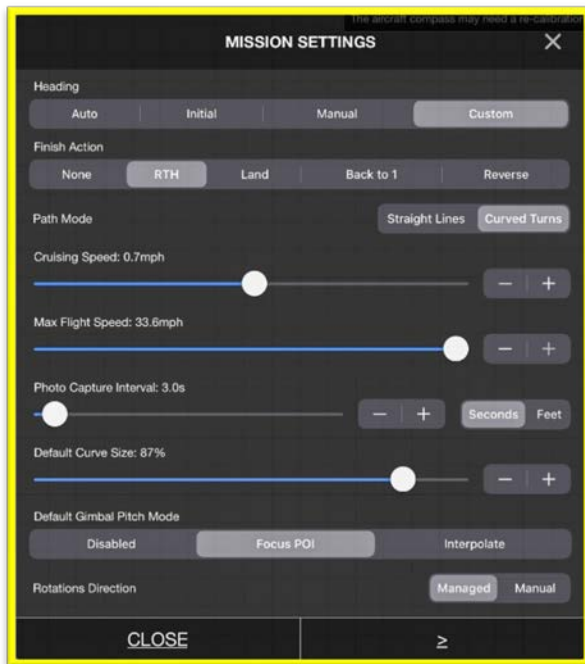 The aircraft compass may need a re-calibration
MISSION SETTINGS ×
Heading
Auto Initial Manual Custom
Finish Action
None RTH Land Back to 1 Reverse
Path Mode Straight Lines Curved Turns
Cruising Speed: 0.7mph
− +
Max Flight Speed: 33.6mph
− +
Photo Capture Interval: 3.0s
− + Seconds Feet
Default Curve Size: 87%
− +
Default Gimbal Pitch Mode
Disabled Focus POI Interpolate
Rotations Direction Managed Manual
CLOSE ≥